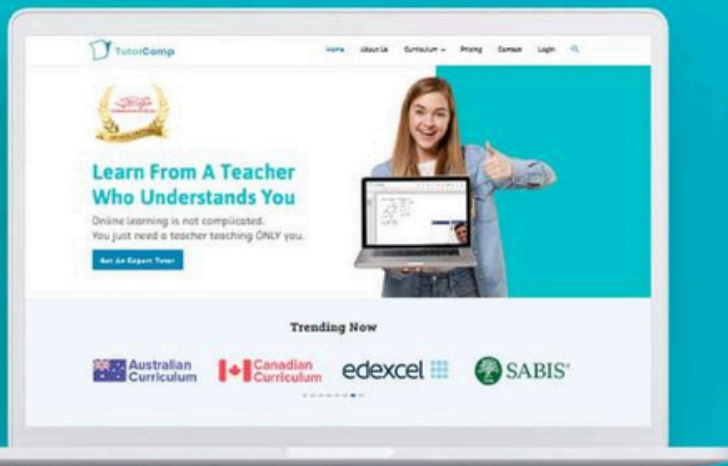 TutorComp
Home About Us Curriculum Pricing Contact Login
Learn From A Teacher
Who Understands You
Online learning is not complicated.
You just need a teacher teaching ONLY you.
Get An Expert Tutor
Trending Now
Australian
Curriculum
Canadian
Curriculum
edexcel
SABIS®